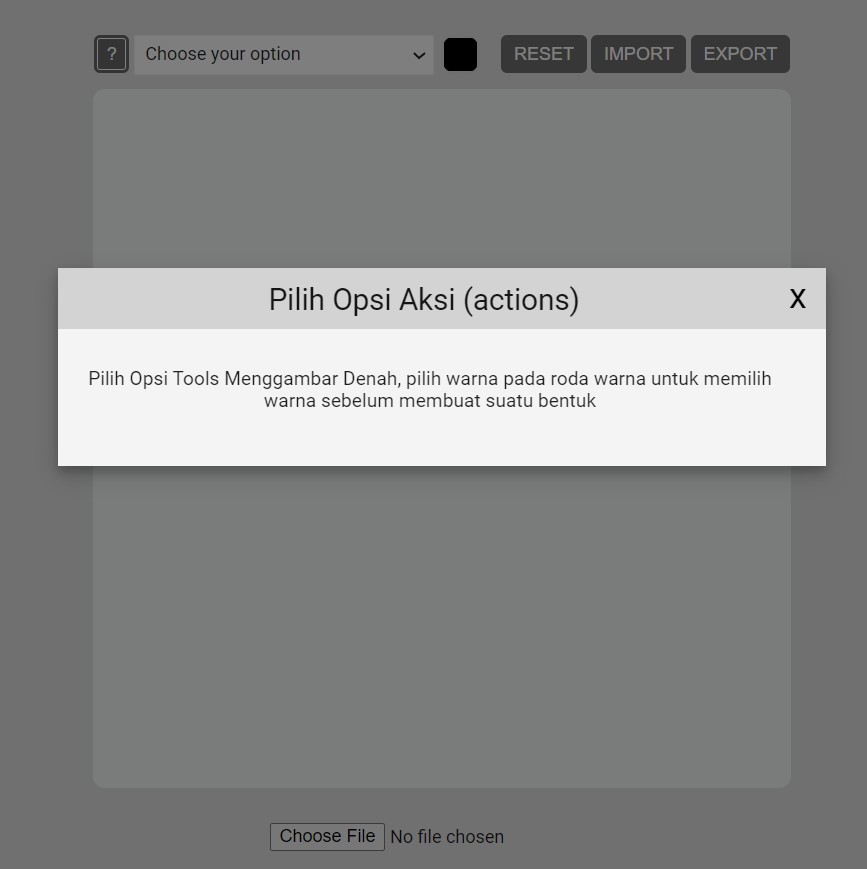 ? Choose your option RESET IMPORT EXPORT
Pilih Opsi Aksi (actions) X
Pilih Opsi Tools Menggambar Denah, pilih warna pada roda warna untuk memilih
warna sebelum membuat suatu bentuk
Choose File No file chosen